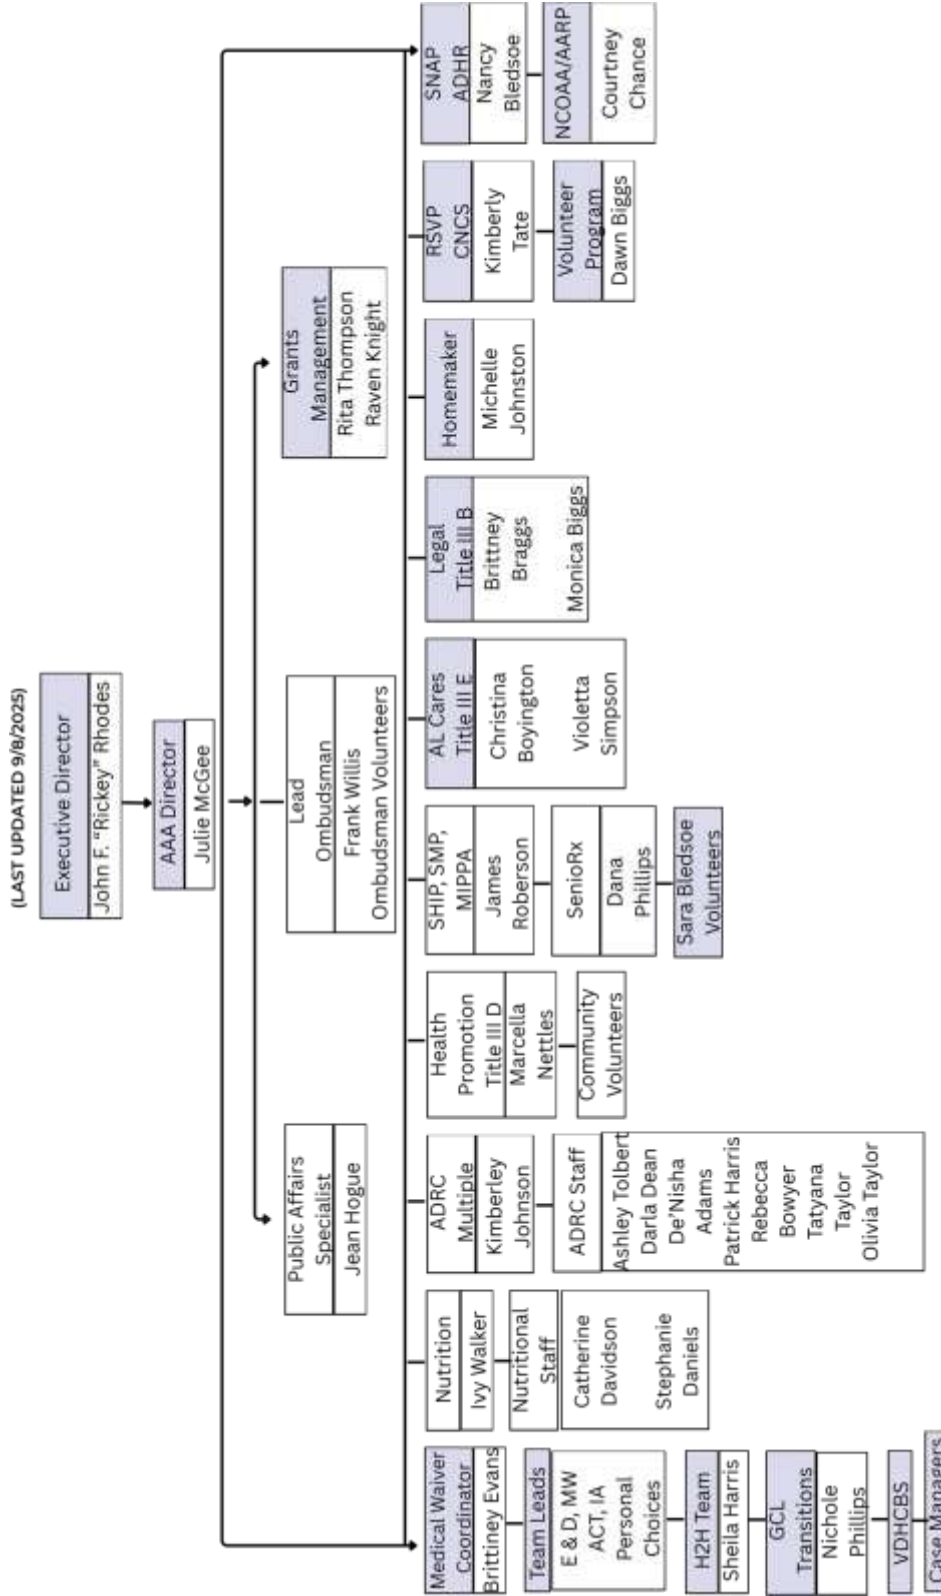 (LAST UPDATED 9/8/2025)
Executive Director
John F. “Rickey” Rhodes
AAA Director
Julie McGee
Public Affairs
Specialist
Jean Hogue
Lead
Ombudsman
Frank Willis
Ombudsman Volunteers
Grants
Management
Rita Thompson
Raven Knight
Medical Waiver
Coordinator
Brittiney Evans
Team Leads
E & D, MW
ACT, IA
Personal
Choices
H2H Team
Sheila Harris
GCL
Transitions
Nichole
Phillips
VDHCBS
Case Managers
Nutrition
Ivy Walker
Nutritional
Staff
Catherine
Davidson
Stephanie
Daniels
ADRC
Multiple
Kimberley
Johnson
ADRC Staff
Ashley Tolbert
Darla Dean
De’Nisha
Adams
Patrick Harris
Rebecca
Bowyer
Tatyana
Taylor
Olivia Taylor
Health
Promotion
Title III D
Marcella
Nettles
Community
Volunteers
SHIP, SMP,
MIPPA
James
Roberson
SenioRx
Dana
Phillips
Sara Bledsoe
Volunteers
AL Cares
Title III E
Christina
Boyington
Violetta
Simpson
Legal
Title III B
Brittney
Braggs
Monica Biggs
Homemaker
Michelle
Johnston
RSVP
CNCS
Kimberly
Tate
Volunteer
Program
Dawn Biggs
SNAP
ADHR
Nancy
Bledsoe
NCOAA/AARP
Courtney
Chance